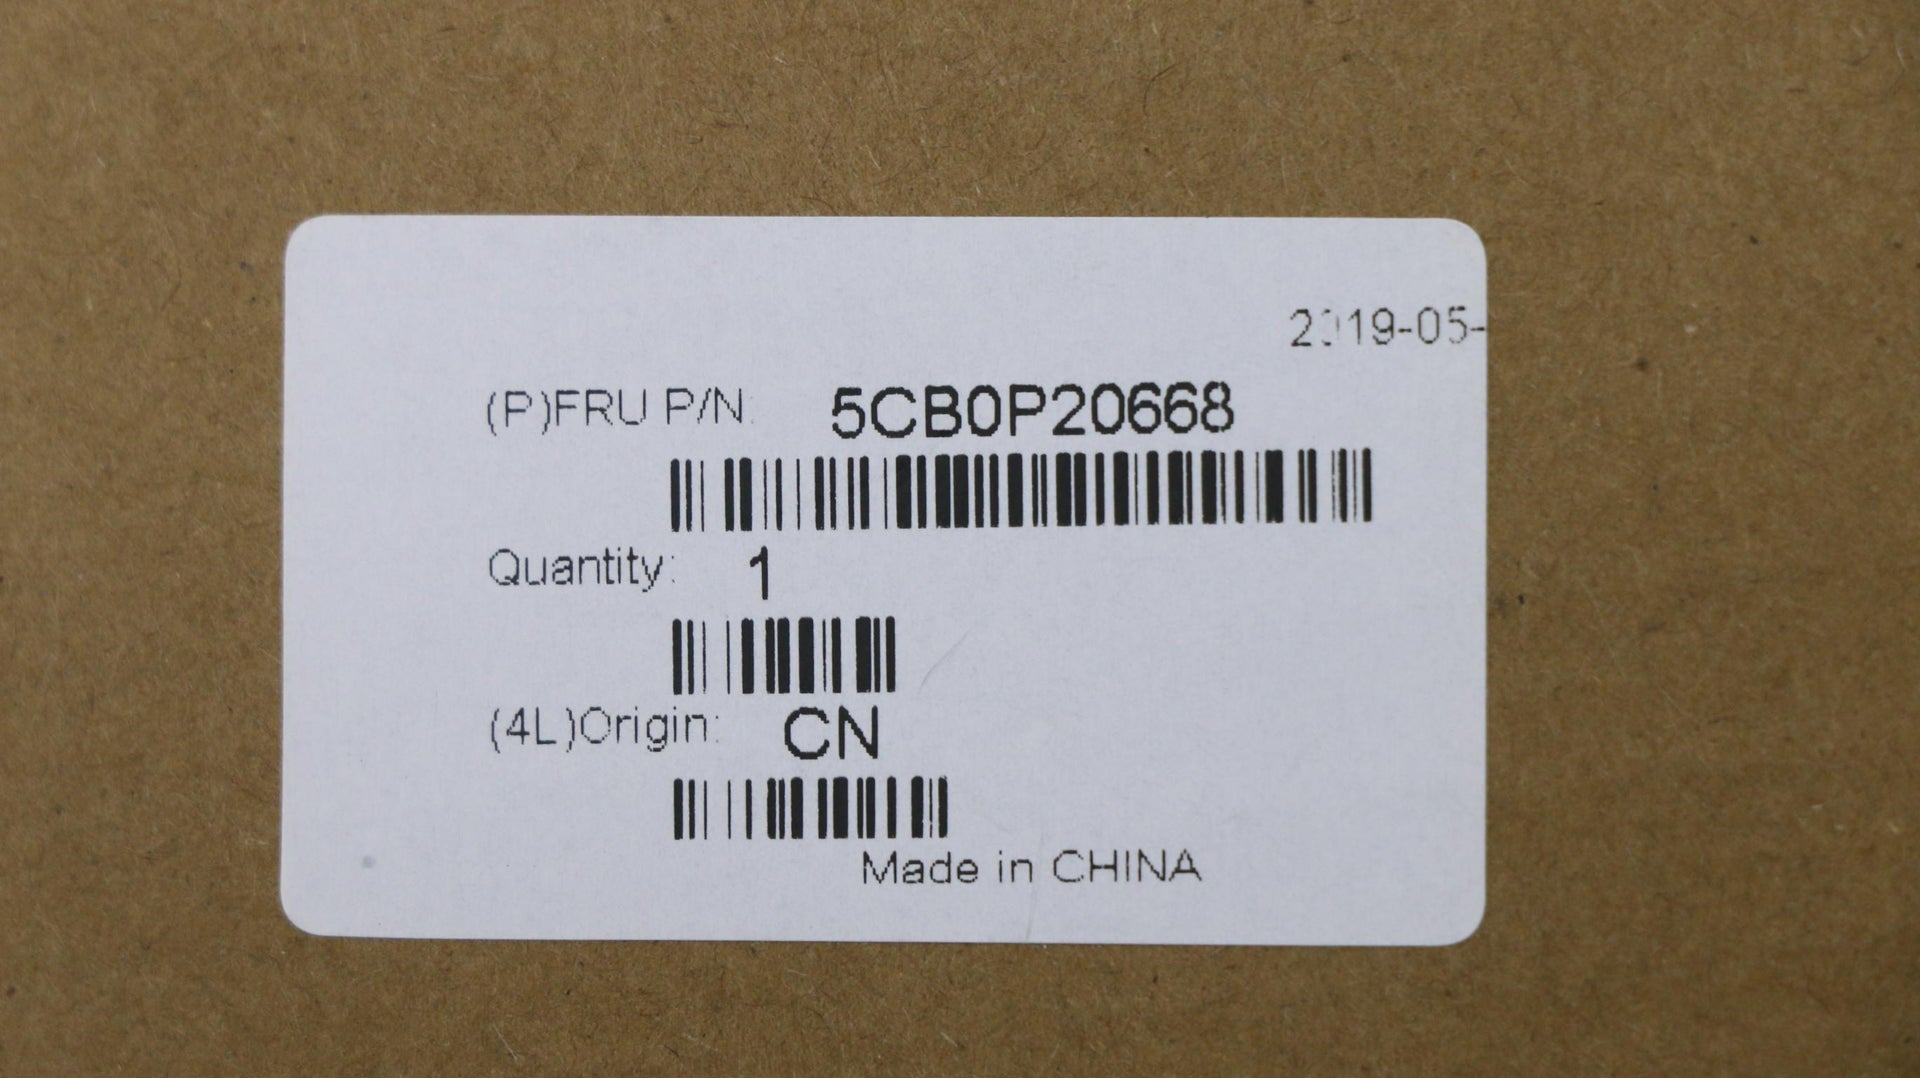 2019-05-
(P)FRU P/N: 5CB0P20668
Quantity: 1
(4L)Origin: CN
Made in CHINA